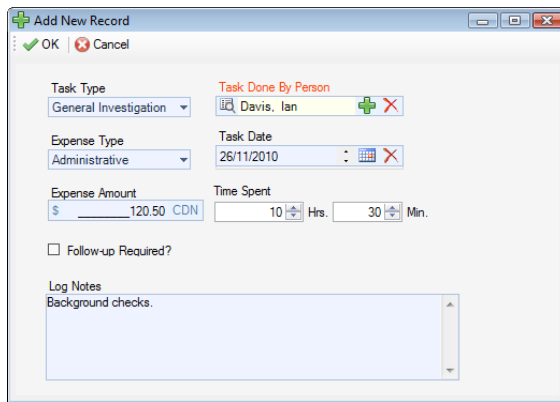 Add New Record
OK Cancel
Task Type
General Investigation
Task Done By Person
Davis, Ian
Expense Type
Administrative
Task Date
26/11/2010 :
Expense Amount
$ ________120.50 CDN
Time Spent
10 Hrs. 30 Min.
Follow-up Required?
Log Notes
Background checks.